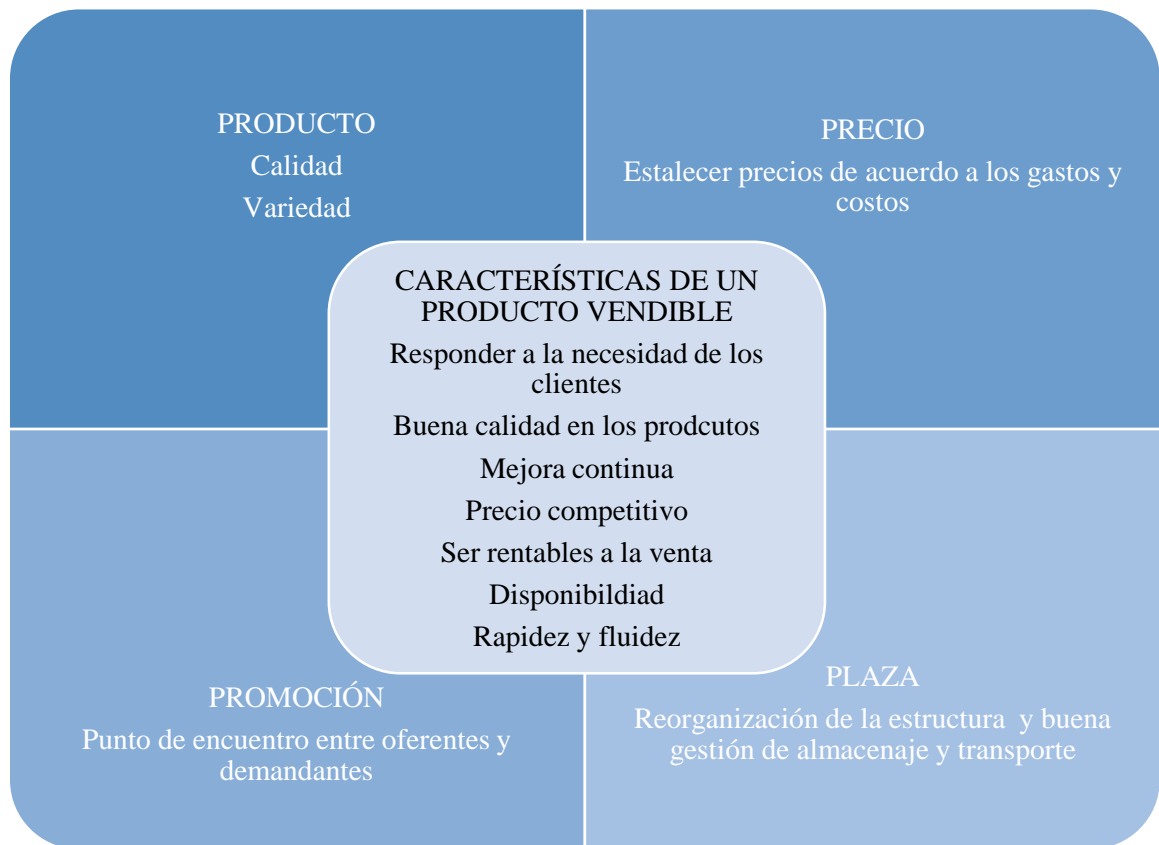 PRODUCTO
Calidad
Variedad
PRECIO
Estalecer precios de acuerdo a los gastos y
costos
CARACTERÍSTICAS DE UN
PRODUCTO VENDIBLE
Responder a la necesidad de los
clientes
Buena calidad en los prodcutos
Mejora continua
Precio competitivo
Ser rentables a la venta
Disponibildiad
Rapidez y fluidez
PROMOCIÓN
Punto de encuentro entre oferentes y
demandantes
PLAZA
Reorganización de la estructura y buena
gestión de almacenaje y transporte